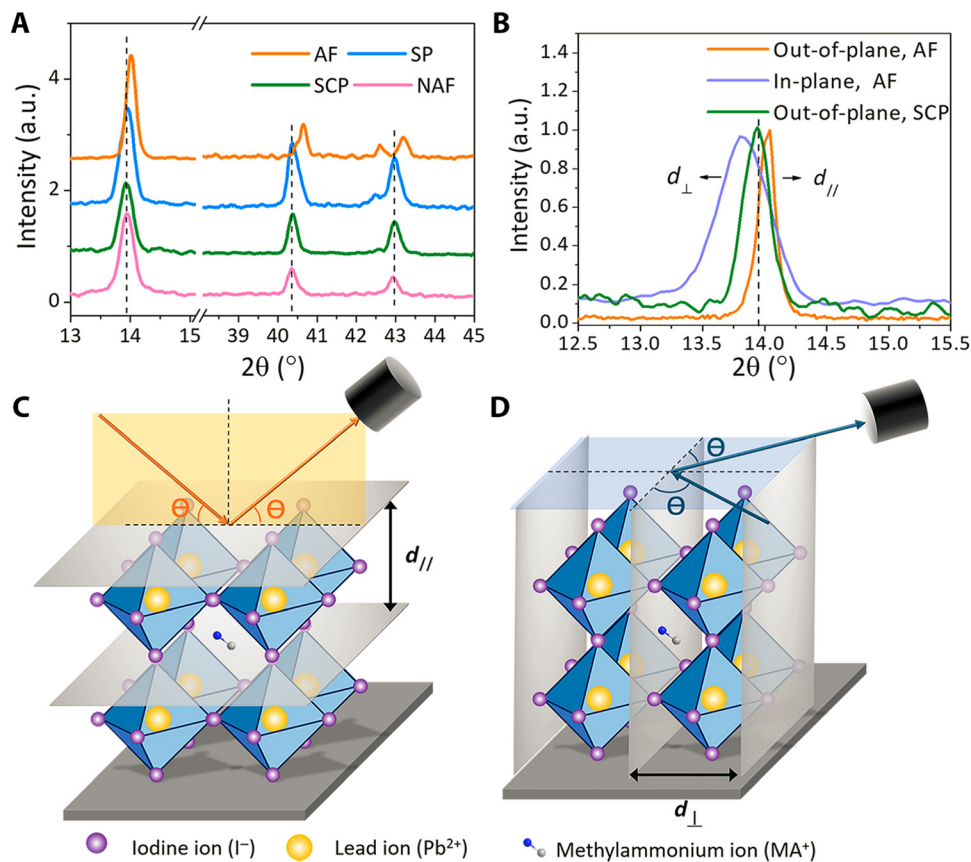 A
AF
SP
SCP
NAF
Intensity (a.u.)
4
2
0
13
14
15
39
40
41
42
43
44
45
2θ (°)
B
Out-of-plane, AF
In-plane, AF
Out-of-plane, SCP
d⊥
d//
Intensity (a.u.)
1.4
1.2
1.0
0.8
0.6
0.4
0.2
0.0
12.5
13.0
13.5
14.0
14.5
15.0
15.5
2θ (°)
C
Θ
Θ
d//
D
Θ
Θ
d⊥
Iodine ion (I⁻)
Lead ion (Pb²⁺)
Methylammonium ion (MA⁺)